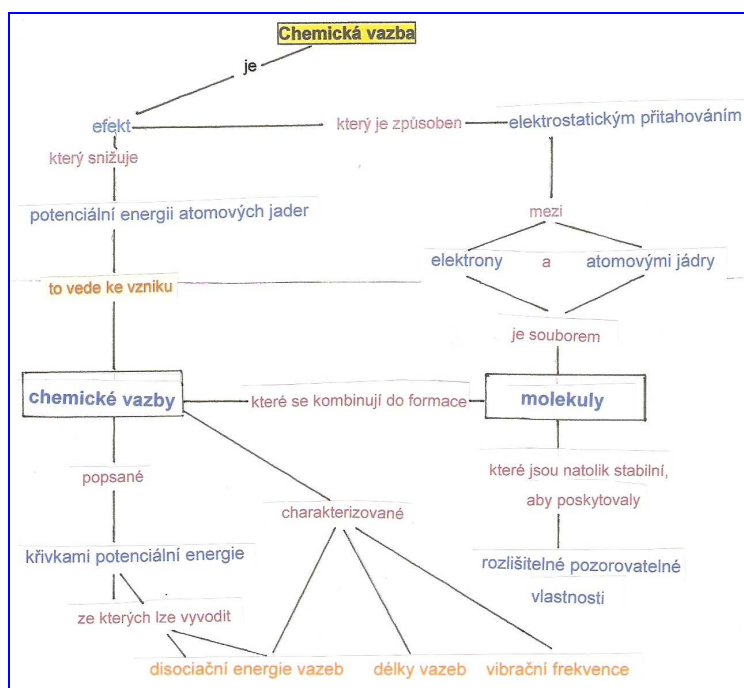 Chemická vazba
je
efekt
který je způsoben
elektrostatickým přitahováním
který snižuje
potenciální energii atomových jader
mezi
elektrony
a
atomovými jádry
to vede ke vzniku
je souborem
chemické vazby
které se kombinují do formace
molekuly
popsané
které jsou natolik stabilní,
aby poskytovaly
charakterizované
křivkami potenciální energie
rozlišitelné pozorovatelné
vlastnosti
ze kterých lze vyvodit
disociační energie vazeb
délky vazeb
vibrační frekvence